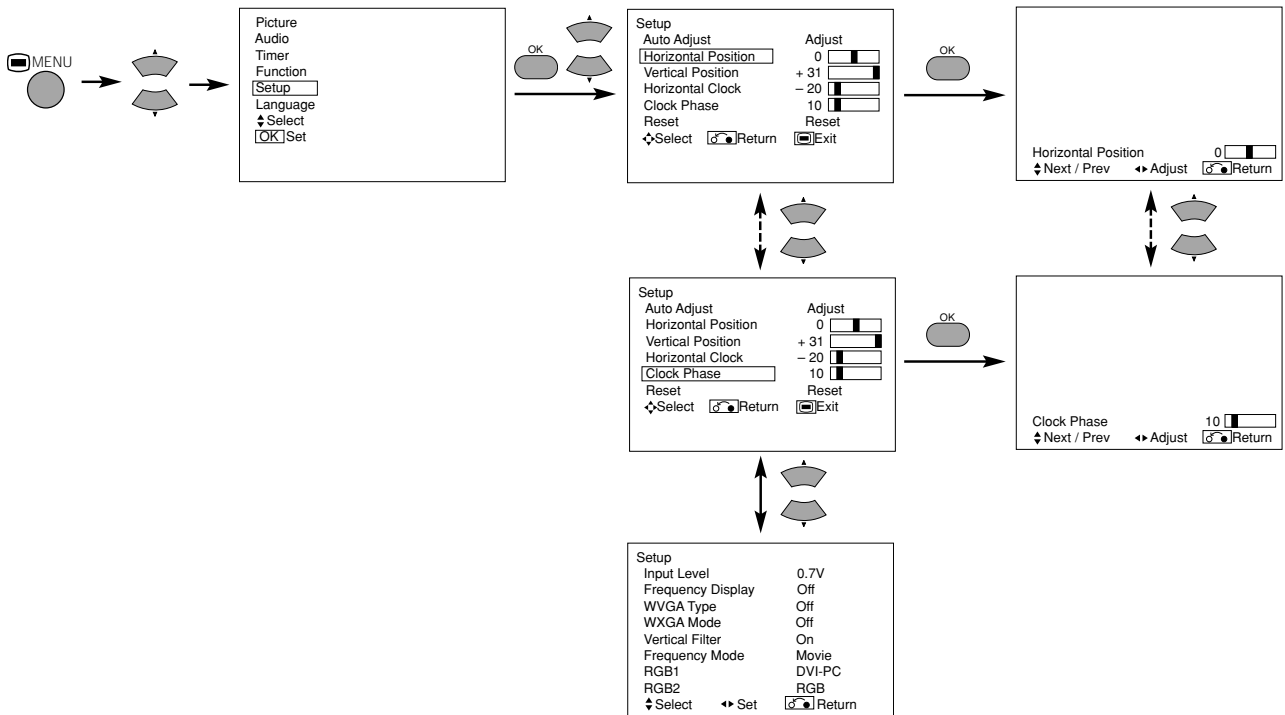 MENU
Picture
Audio
Timer
Function
Setup
Language
Select
OK Set
OK
Setup
Auto Adjust Adjust
Horizontal Position 0
Vertical Position + 31
Horizontal Clock – 20
Clock Phase 10
Reset Reset
Select Return Exit
OK
Horizontal Position 0
Next / Prev Adjust Return
Setup
Auto Adjust Adjust
Horizontal Position 0
Vertical Position + 31
Horizontal Clock – 20
Clock Phase 10
Reset Reset
Select Return Exit
OK
Clock Phase 10
Next / Prev Adjust Return
Setup
Input Level 0.7V
Frequency Display Off
WVGA Type Off
WXGA Mode Off
Vertical Filter On
Frequency Mode Movie
RGB1 DVI-PC
RGB2 RGB
Select Set Return